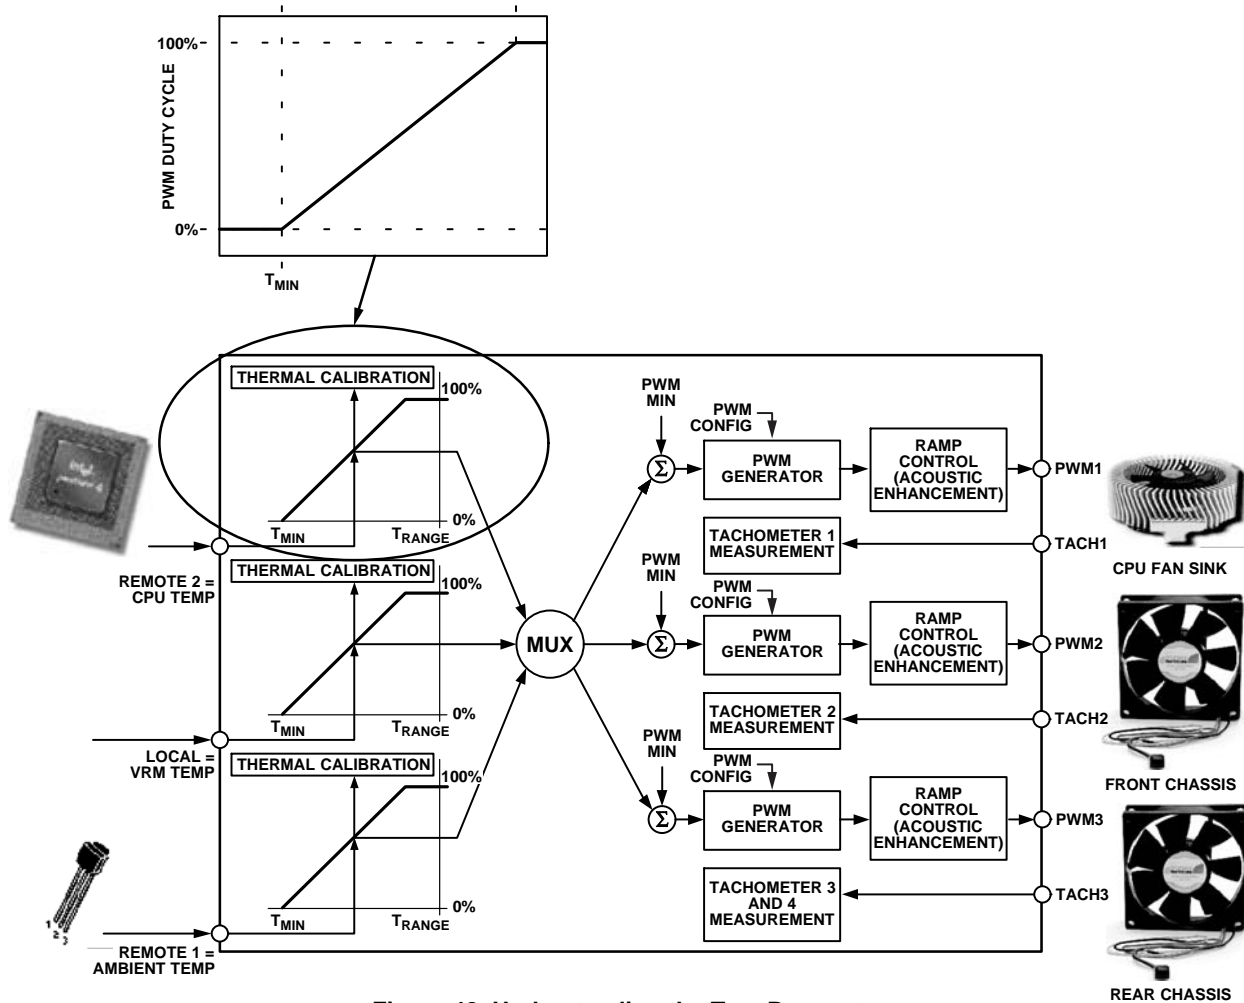 100%
PWM DUTY CYCLE
0%
TMIN
THERMAL CALIBRATION
100%
0%
TMIN
TRANGE
REMOTE 2 =
CPU TEMP
THERMAL CALIBRATION
100%
0%
TMIN
TRANGE
LOCAL =
VRM TEMP
THERMAL CALIBRATION
100%
0%
TMIN
TRANGE
REMOTE 1 =
AMBIENT TEMP
1
2
3
MUX
PWM
MIN
Σ
PWM
CONFIG
PWM
GENERATOR
RAMP
CONTROL
(ACOUSTIC
ENHANCEMENT)
PWM1
TACHOMETER 1
MEASUREMENT
TACH1
CPU FAN SINK
PWM
MIN
Σ
PWM
CONFIG
PWM
GENERATOR
RAMP
CONTROL
(ACOUSTIC
ENHANCEMENT)
PWM2
TACHOMETER 2
MEASUREMENT
TACH2
FRONT CHASSIS
PWM
MIN
Σ
PWM
CONFIG
PWM
GENERATOR
RAMP
CONTROL
(ACOUSTIC
ENHANCEMENT)
PWM3
TACHOMETER 3
AND 4
MEASUREMENT
TACH3
REAR CHASSIS